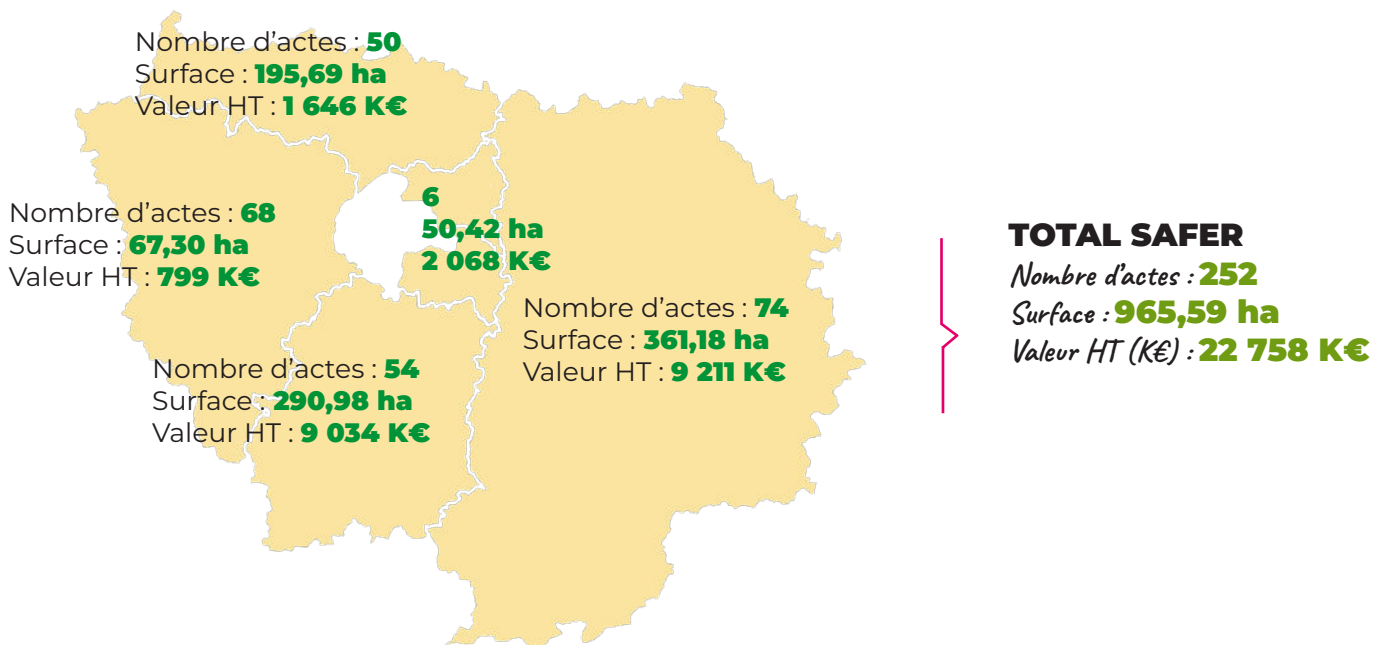 Nombre d'actes : 50
Surface : 195,69 ha
Valeur HT : 1 646 K€
Nombre d'actes : 68
Surface : 67,30 ha
Valeur HT : 799 K€
6
50,42 ha
2 068 K€
Nombre d'actes : 74
Surface : 361,18 ha
Valeur HT : 9 211 K€
Nombre d'actes : 54
Surface : 290,98 ha
Valeur HT : 9 034 K€
TOTAL SAFER
Nombre d'actes : 252
Surface : 965,59 ha
Valeur HT (K€) : 22 758 K€